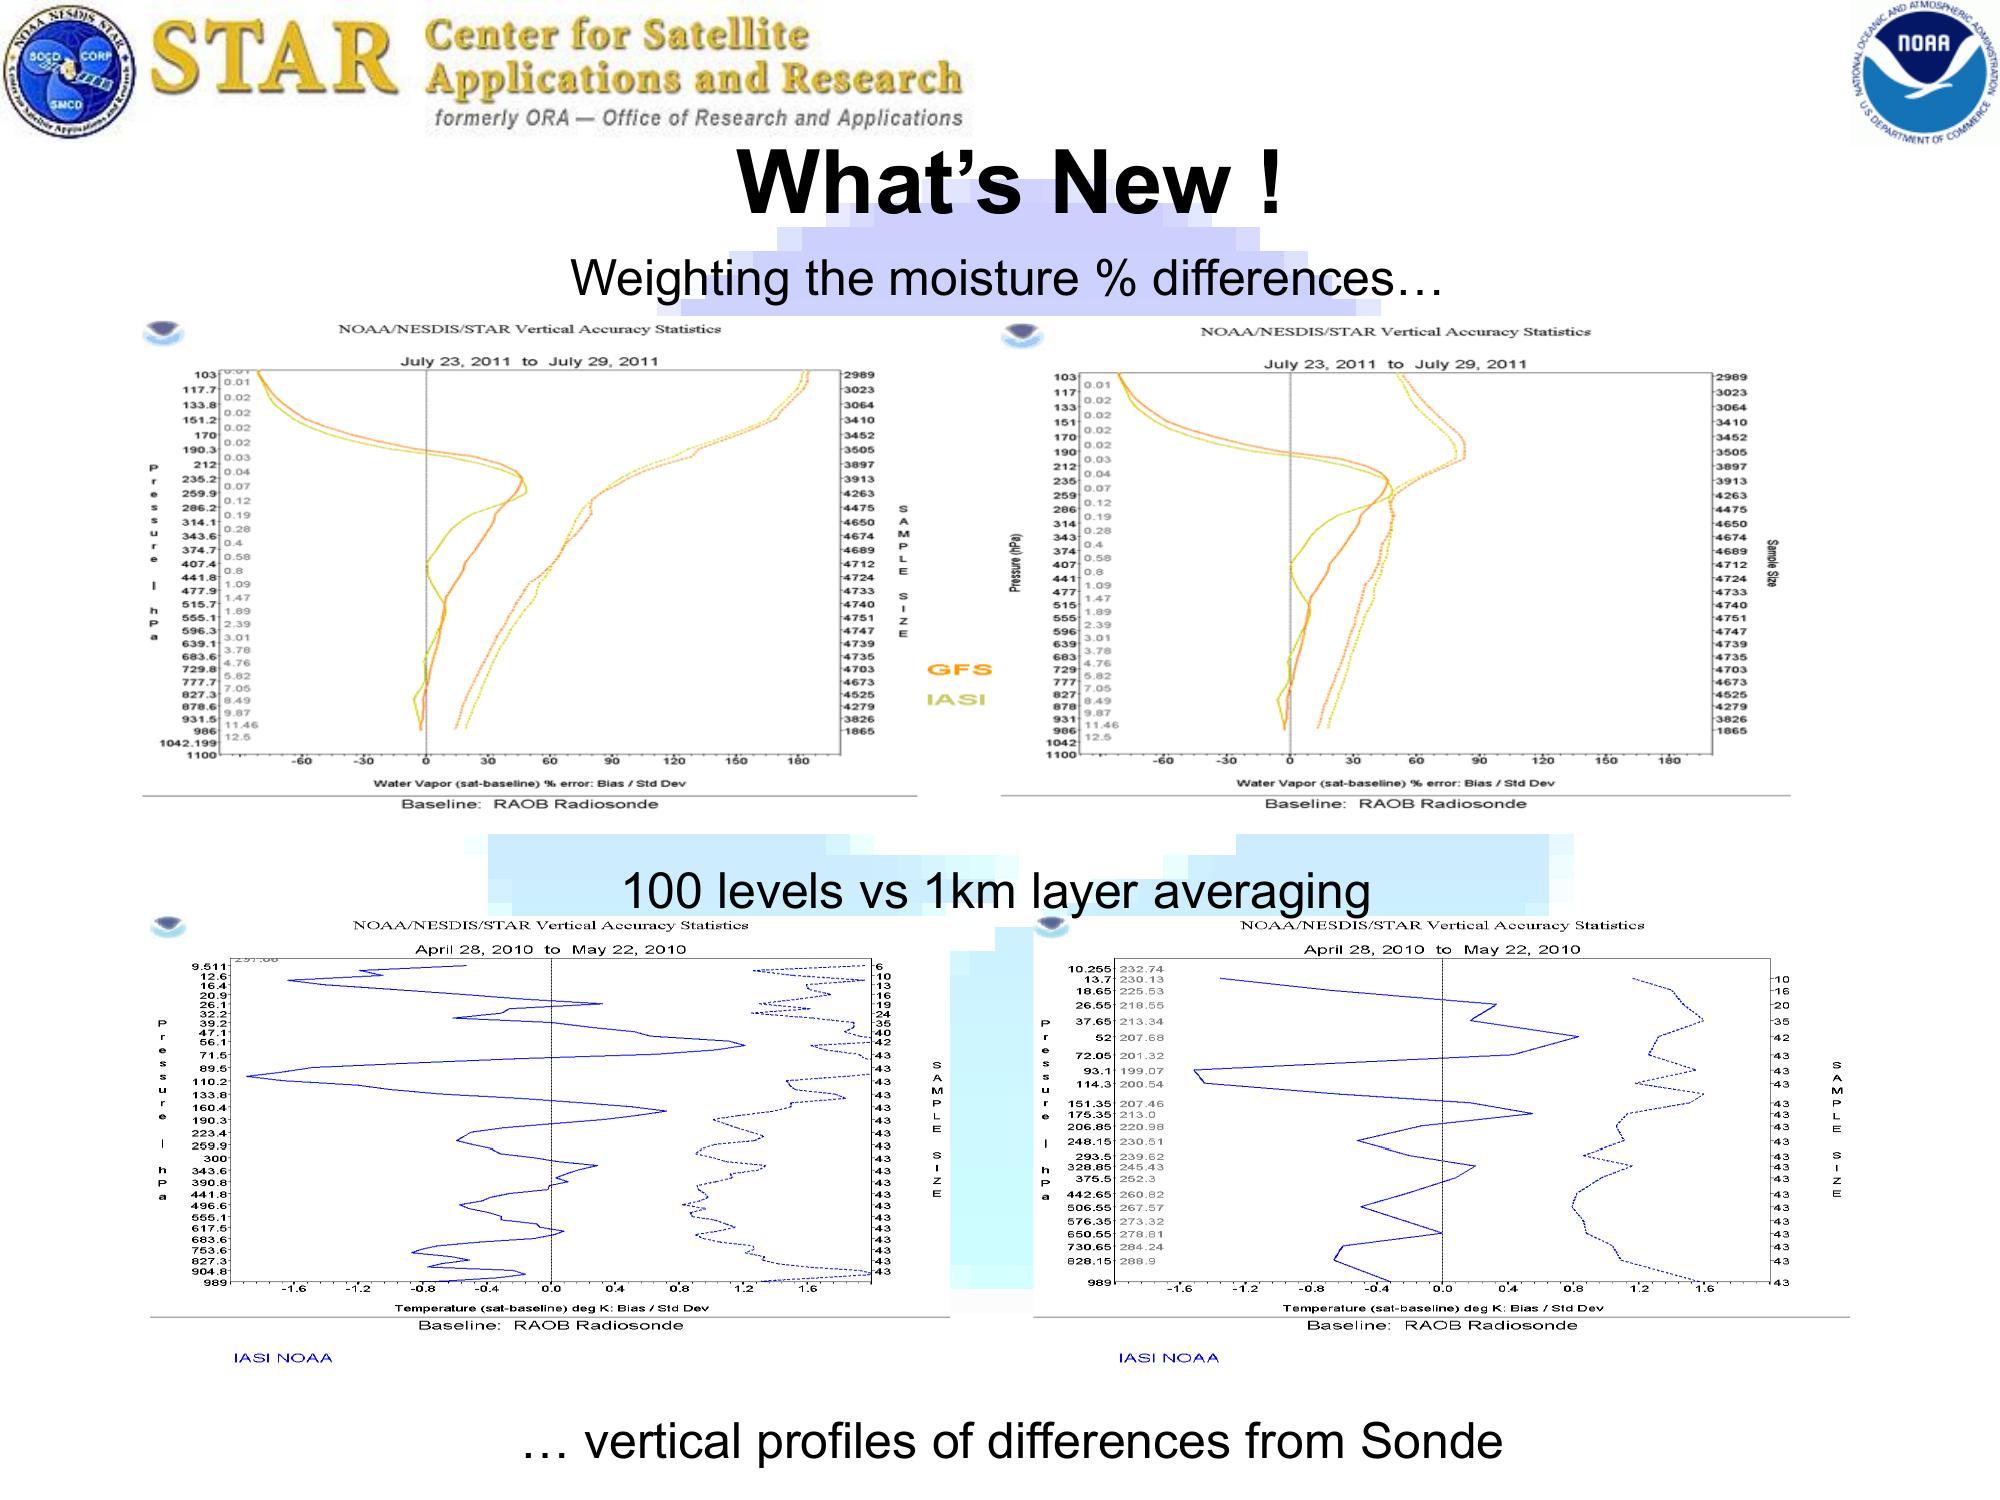 NOAA NESDIS STAR
SOCD CORP
SMCD
STAR
Center for Satellite
Applications and Research
formerly ORA — Office of Research and Applications
NATIONAL OCEANIC AND ATMOSPHERIC ADMINISTRATION
NOAA
U.S. DEPARTMENT OF COMMERCE
What’s New !
Weighting the moisture % differences…
NOAA/NESDIS/STAR Vertical Accuracy Statistics
July 23, 2011 to July 29, 2011
Pressure | hPa
103 2989
117.7 0.01 3023
133.8 0.02 3064
151.2 0.02 3410
170 0.02 3452
190.3 0.02 3505
212 0.03 3897
235.2 0.04 3913
259.9 0.07 4263
286.2 0.12 4475
314.1 0.19 4650
343.6 0.28 4674
374.7 0.4 4689
407.4 0.58 4712
441.8 0.8 4724
477.9 1.09 4733
515.7 1.47 4740
555.1 1.89 4751
596.3 2.39 4747
639.1 3.01 4739
683.6 3.78 4735
729.8 4.76 4703
777.7 5.82 4673
827.3 7.05 4525
878.6 8.49 4279
931.5 9.87 3826
986 11.46 1865
1042.199 12.5
1100
SAMPLE SIZE
-60 -30 0 30 60 90 120 150 180
Water Vapor (sat-baseline) % error: Bias / Std Dev
Baseline: RAOB Radiosonde
GFS
IASI
NOAA/NESDIS/STAR Vertical Accuracy Statistics
July 23, 2011 to July 29, 2011
Pressure (hPa)
103 2989
117 0.01 3023
133 0.02 3064
151 0.02 3410
170 0.02 3452
190 0.02 3505
212 0.03 3897
235 0.04 3913
259 0.07 4263
286 0.12 4475
314 0.19 4650
343 0.28 4674
374 0.4 4689
407 0.58 4712
441 0.8 4724
477 1.09 4733
515 1.47 4740
555 1.89 4751
596 2.39 4747
639 3.01 4739
683 3.78 4735
729 4.76 4703
777 5.82 4673
827 7.05 4525
878 8.49 4279
931 9.87 3826
986 11.46 1865
1042 12.5
1100
Sample Size
-60 -30 0 30 60 90 120 150 180
Water Vapor (sat-baseline) % error: Bias / Std Dev
Baseline: RAOB Radiosonde
100 levels vs 1km layer averaging
NOAA/NESDIS/STAR Vertical Accuracy Statistics
April 28, 2010 to May 22, 2010
Pressure | hPa
9.511 6
12.6 10
16.4 13
20.9 16
26.1 19
32.2 24
39.2 35
47.1 40
56.1 42
71.5 43
89.5 43
110.2 43
133.8 43
160.4 43
190.3 43
223.4 43
259.9 43
300 43
343.6 43
390.8 43
441.8 43
496.6 43
555.1 43
617.5 43
683.6 43
753.6 43
827.3 43
904.8 43
989
SAMPLE SIZE
-1.6 -1.2 -0.8 -0.4 0.0 0.4 0.8 1.2 1.6
Temperature (sat-baseline) deg K: Bias / Std Dev
Baseline: RAOB Radiosonde
IASI NOAA
NOAA/NESDIS/STAR Vertical Accuracy Statistics
April 28, 2010 to May 22, 2010
Pressure | hPa
10.255 232.74
13.7 230.13 10
18.65 225.53 16
26.55 218.55 20
37.65 213.34 35
52 207.68 42
72.05 201.32 43
93.1 199.07 43
114.3 200.54 43
151.35 207.46 43
175.35 213.0 43
206.85 220.98 43
248.15 230.51 43
293.5 239.62 43
328.85 245.43 43
375.5 252.3 43
442.65 260.82 43
506.55 267.57 43
576.35 273.32 43
650.55 278.81 43
730.65 284.24 43
828.15 288.9 43
989 43
SAMPLE SIZE
-1.6 -1.2 -0.8 -0.4 0.0 0.4 0.8 1.2 1.6
Temperature (sat-baseline) deg K: Bias / Std Dev
Baseline: RAOB Radiosonde
IASI NOAA
… vertical profiles of differences from Sonde